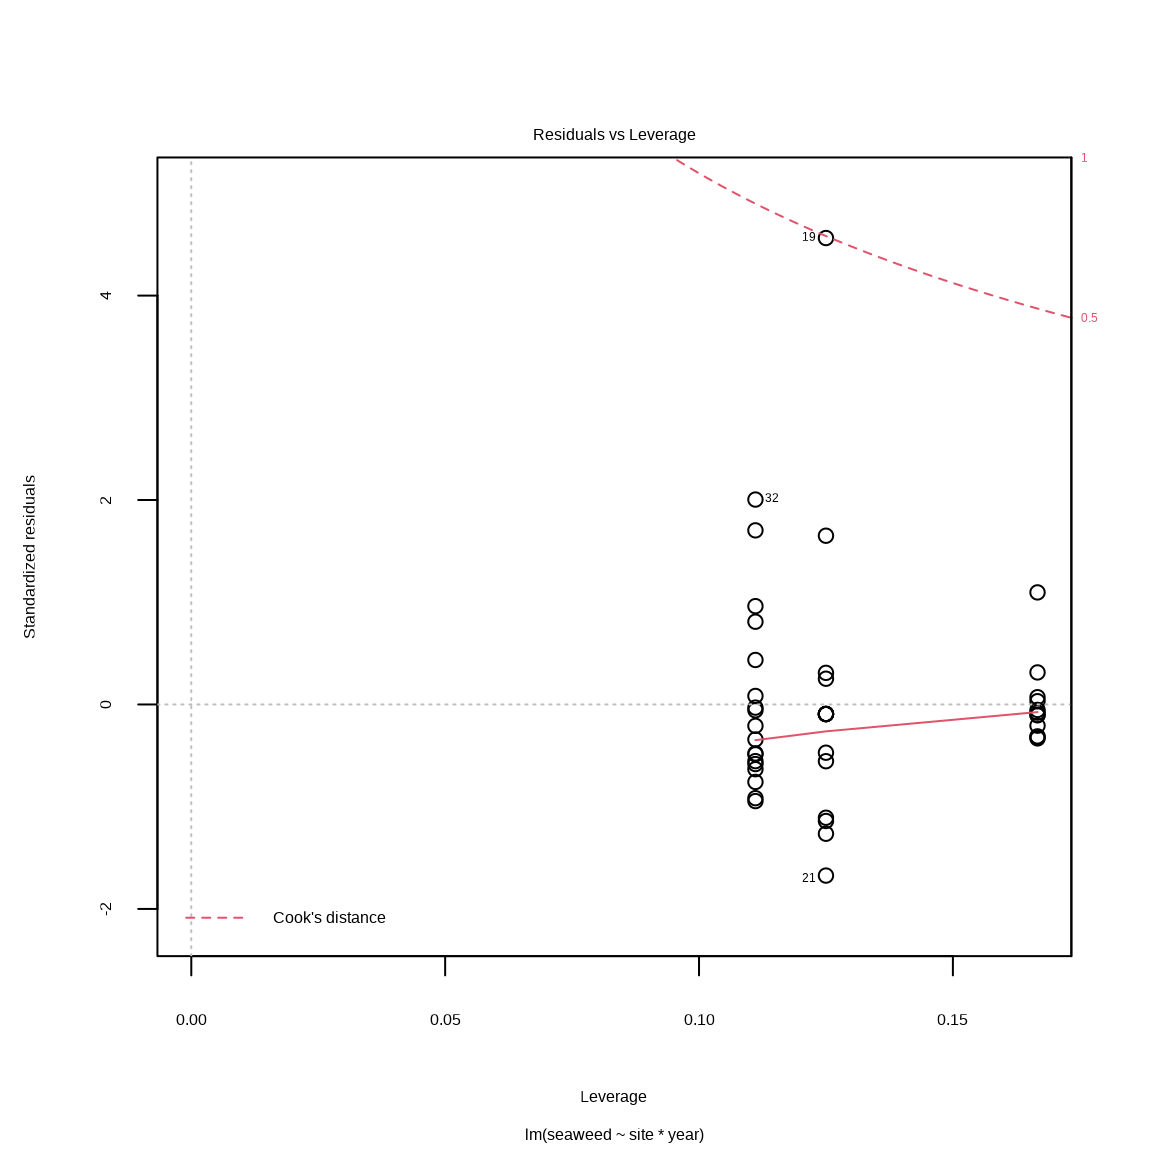 Residuals vs Leverage
1
19
4
0.5
Standardized residuals
2
32
0
21
-2
Cook's distance
0.00
0.05
0.10
0.15
Leverage
lm(seaweed ~ site * year)